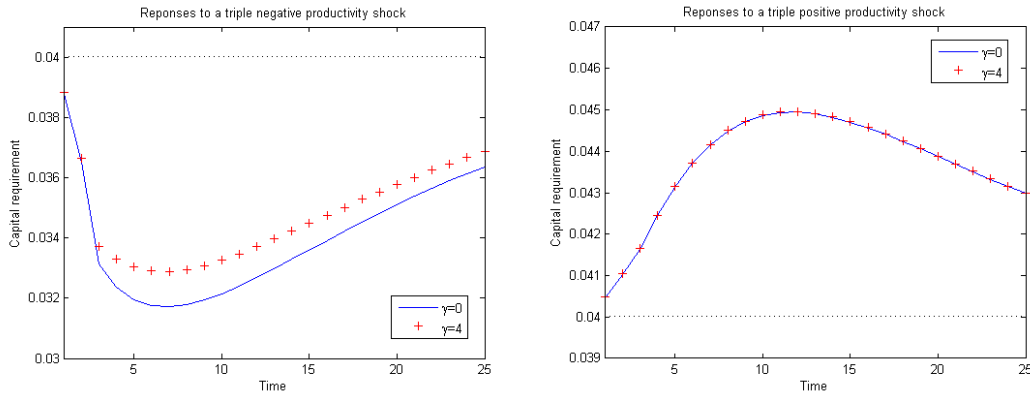 Reponses to a triple negative productivity shock
0.04
0.038
0.036
0.034
0.032
0.03
Capital requirement
5
10
15
20
25
Time
γ=0
γ=4
Reponses to a triple positive productivity shock
0.047
0.046
0.045
0.044
0.043
0.042
0.041
0.04
0.039
Capital requirement
5
10
15
20
25
Time
γ=0
γ=4